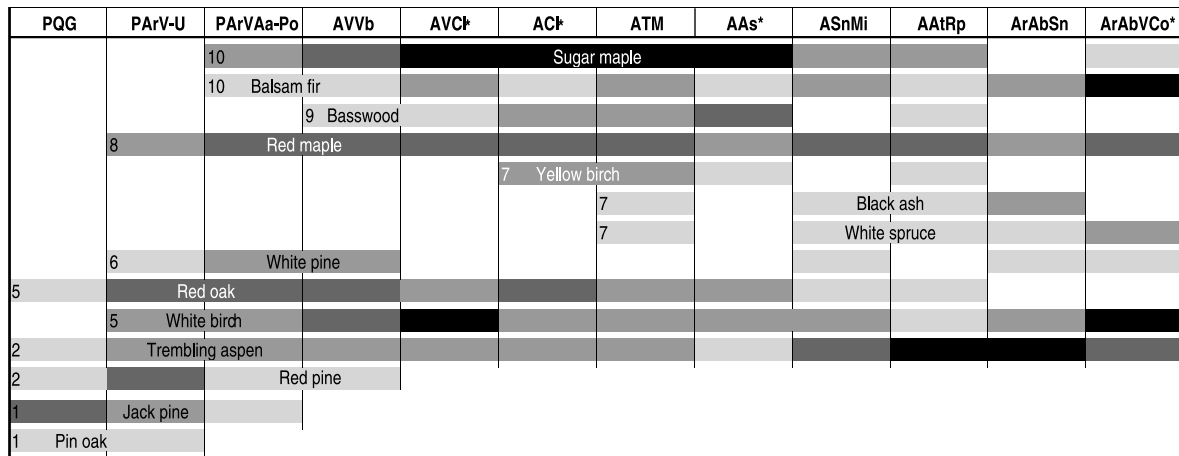 PQG PArV-U PArVAa-Po AVVb AVCl* ACl* ATM AAs* ASnMi AAtRp ArAbSn ArAbVCo*
10 Sugar maple
10 Balsam fir
9 Basswood
8 Red maple
7 Yellow birch
7 Black ash
7 White spruce
6 White pine
5 Red oak
5 White birch
2 Trembling aspen
2 Red pine
1 Jack pine
1 Pin oak